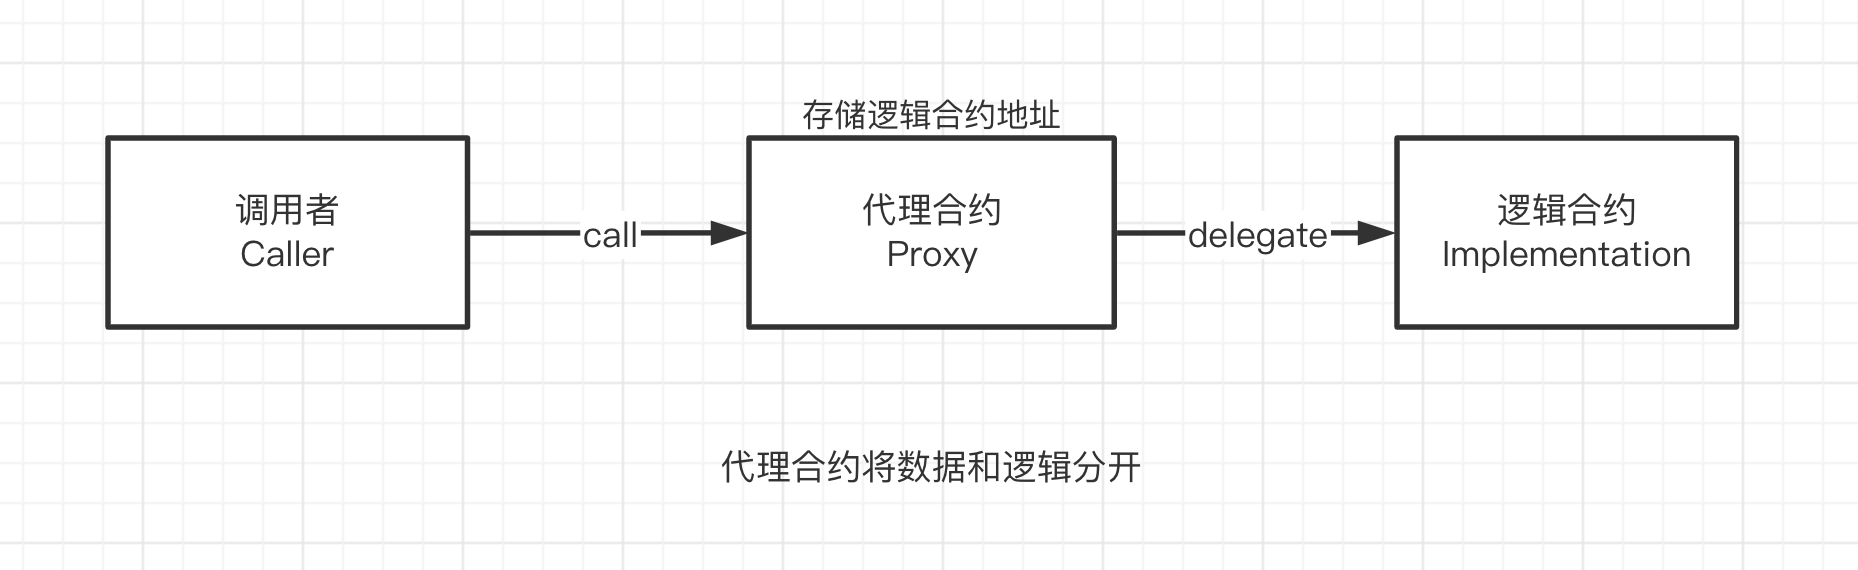 存储逻辑合约地址
调用者
Caller
call
代理合约
Proxy
delegate
逻辑合约
Implementation
代理合约将数据和逻辑分开